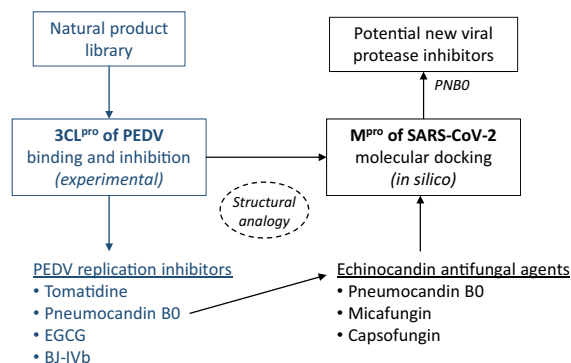 Natural product
library
Potential new viral
protease inhibitors
PNB0
3CLpro of PEDV
binding and inhibition
(experimental)
Mpro of SARS-CoV-2
molecular docking
(in silico)
Structural
analogy
PEDV replication inhibitors
• Tomatidine
• Pneumocandin B0
• EGCG
• BJ-IVb
Echinocandin antifungal agents
• Pneumocandin B0
• Micafungin
• Capsofungin